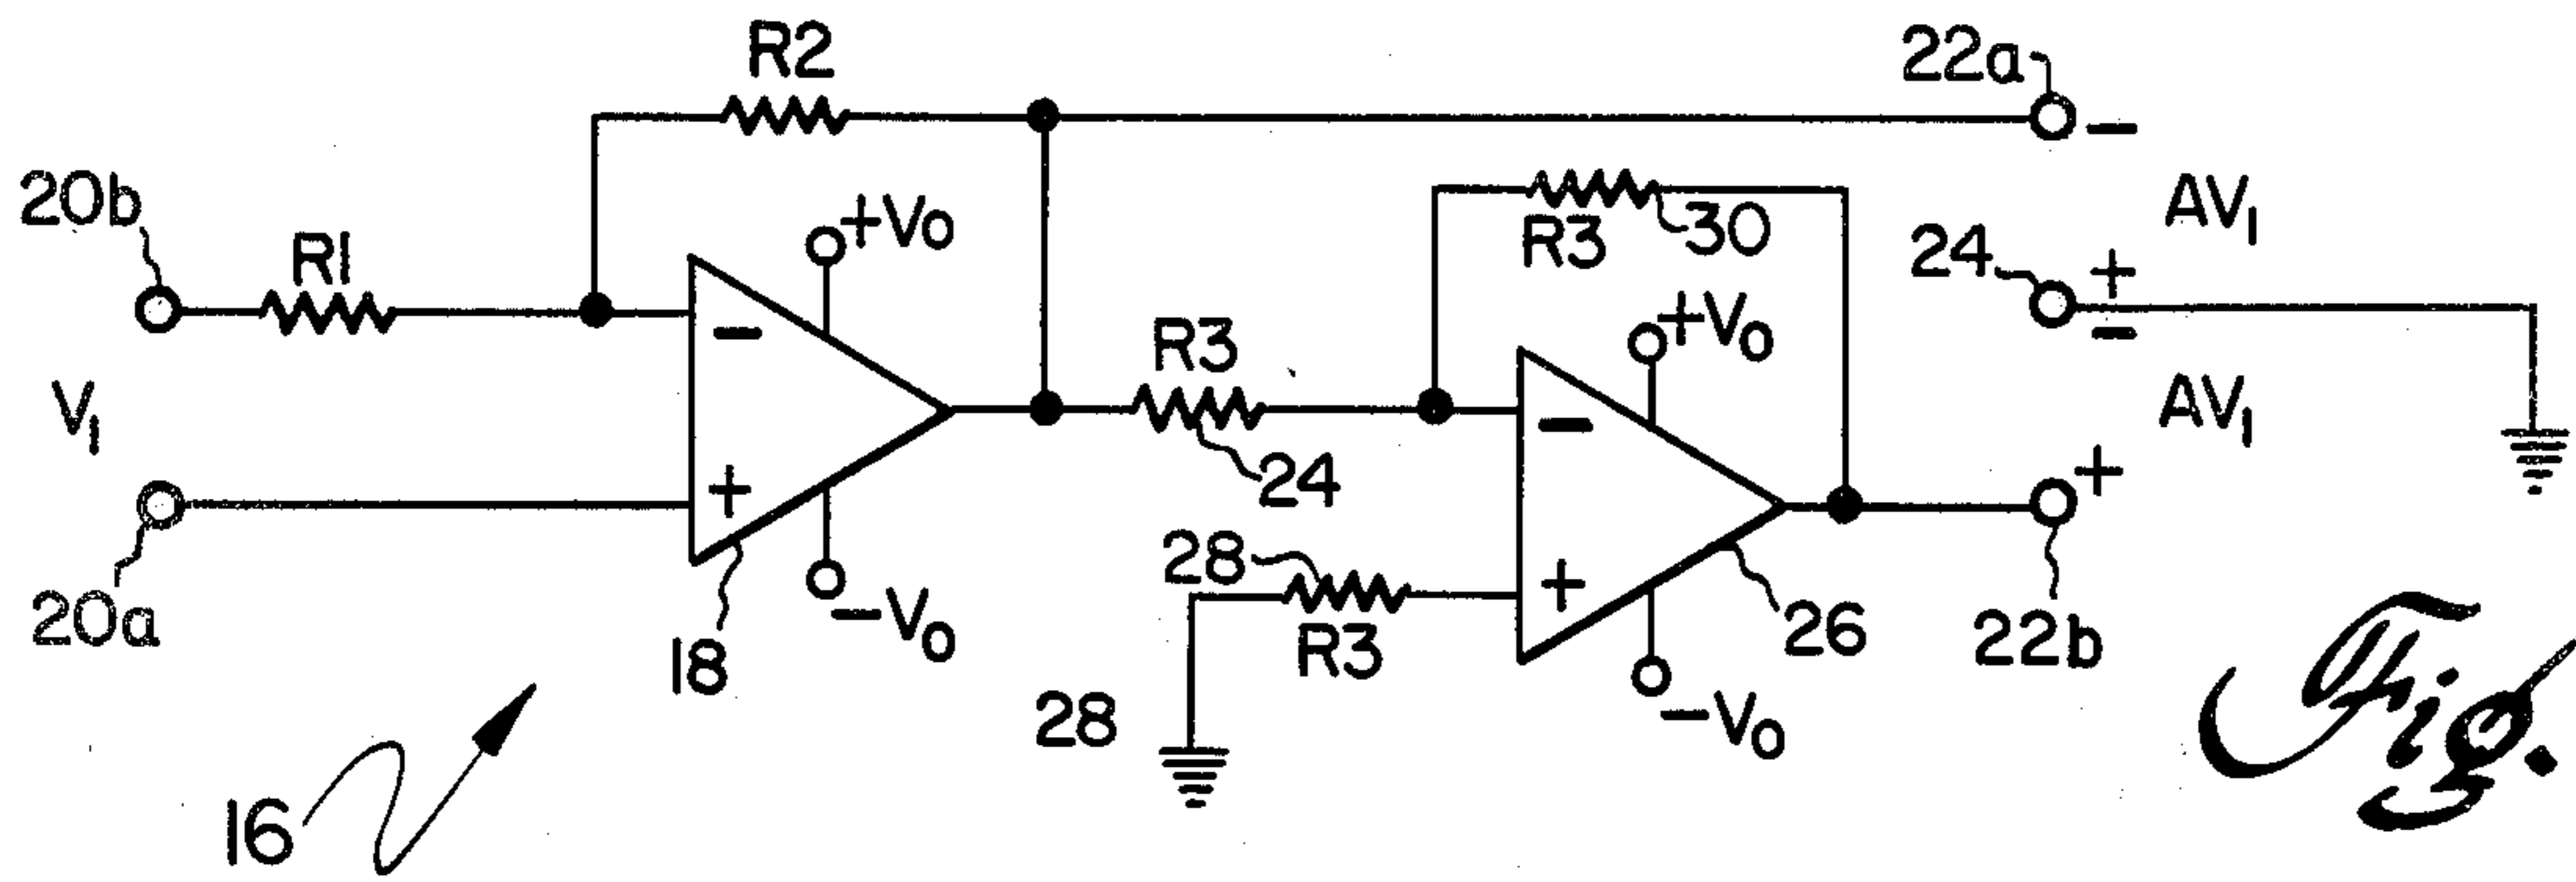 R2
22a
-
20b
R1
+V0
R3
30
AV1
24
+
-
V1
-
+
R3
24
+V0
-
+
AV1
+
20a
18
-V0
28
R3
26
22b
28
-V0
16
Fig.